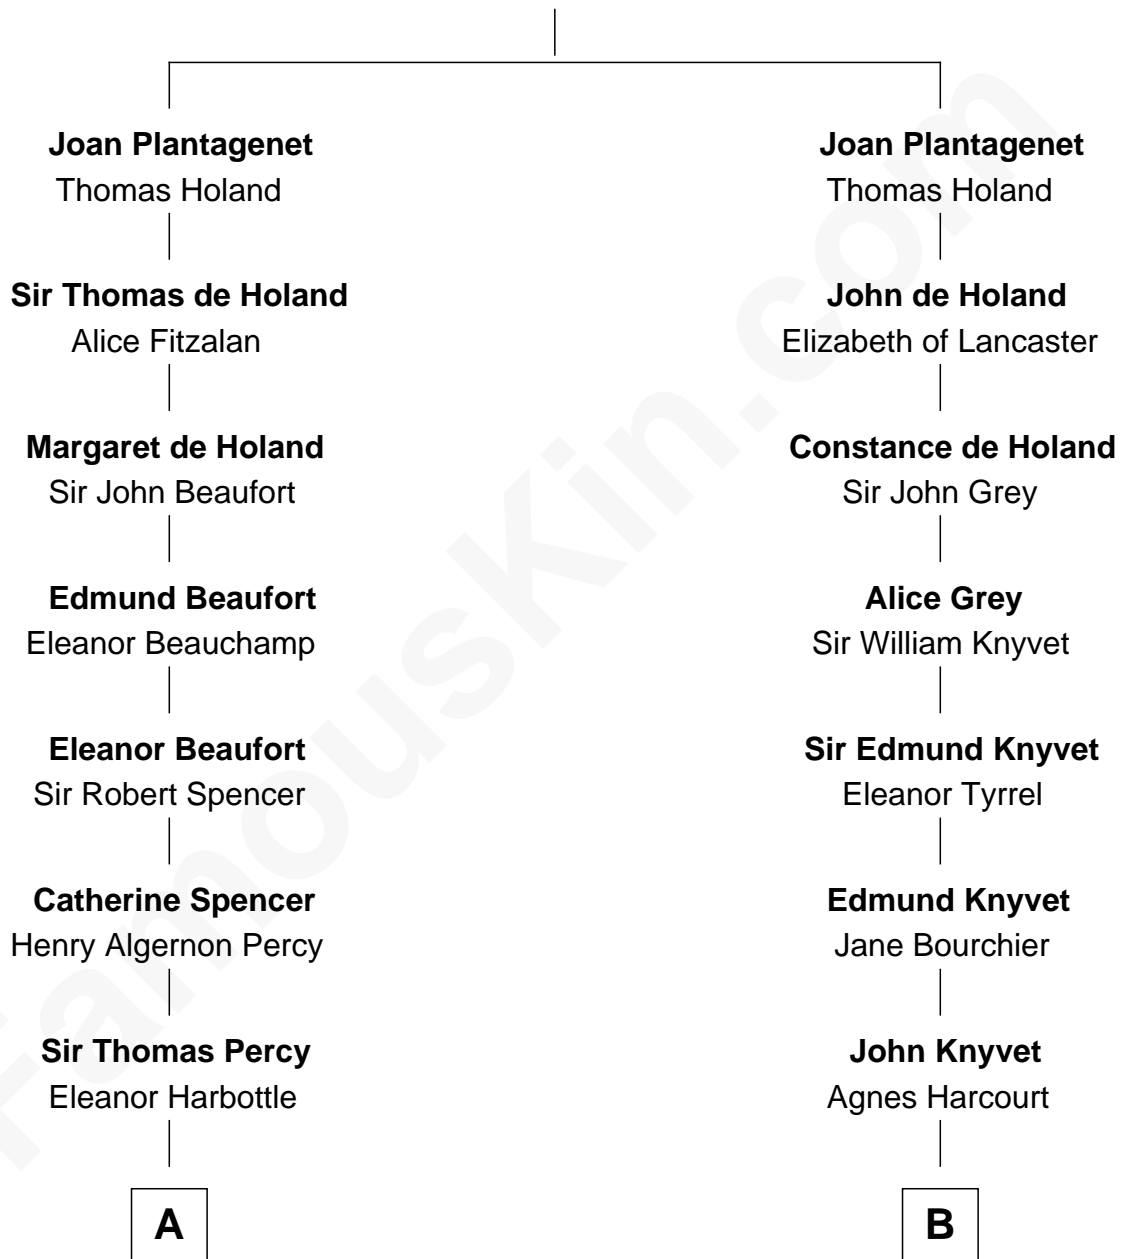 Joan Plantagenet
Thomas Holand
Sir Thomas de Holand
Alice Fitzalan
Margaret de Holand
Sir John Beaufort
Edmund Beaufort
Eleanor Beauchamp
Eleanor Beaufort
Sir Robert Spencer
Catherine Spencer
Henry Algernon Percy
Sir Thomas Percy
Eleanor Harbottle
A
Joan Plantagenet
Thomas Holand
John de Holand
Elizabeth of Lancaster
Constance de Holand
Sir John Grey
Alice Grey
Sir William Knyvet
Sir Edmund Knyvet
Eleanor Tyrrel
Edmund Knyvet
Jane Bourchier
John Knyvet
Agnes Harcourt
B
FamousKin.com